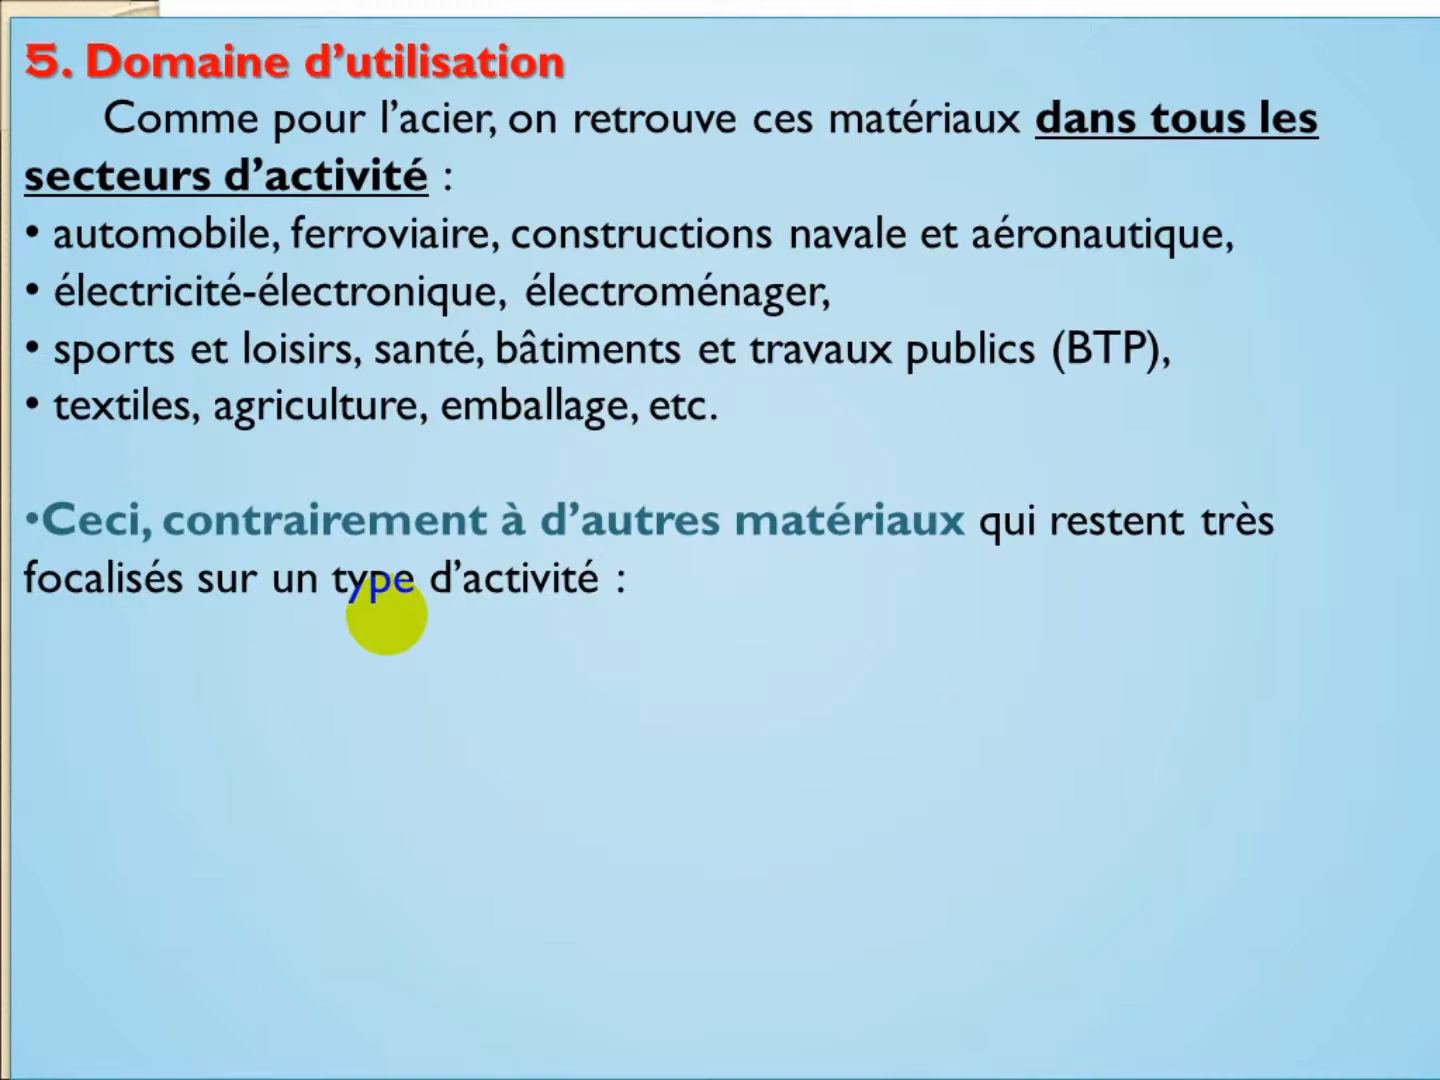 5. Domaine d’utilisation
Comme pour l’acier, on retrouve ces matériaux dans tous les
secteurs d’activité :
• automobile, ferroviaire, constructions navale et aéronautique,
• électricité-électronique, électroménager,
• sports et loisirs, santé, bâtiments et travaux publics (BTP),
• textiles, agriculture, emballage, etc.
•Ceci, contrairement à d’autres matériaux qui restent très
focalisés sur un type d’activité :